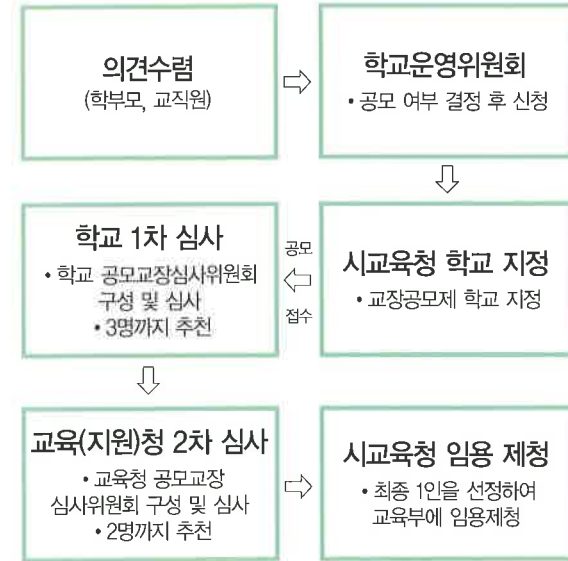 의견수렴
(학부모, 교직원)
학교운영위원회
• 공모 여부 결정 후 신청
학교 1차 심사
• 학교 공모교장심사위원회
구성 및 심사
• 3명까지 추천
공모
접수
시교육청 학교 지정
• 교장공모제 학교 지정
교육(지원)청 2차 심사
• 교육청 공모교장
심사위원회 구성 및 심사
• 2명까지 추천
시교육청 임용 제청
• 최종 1인을 선정하여
교육부에 임용제청